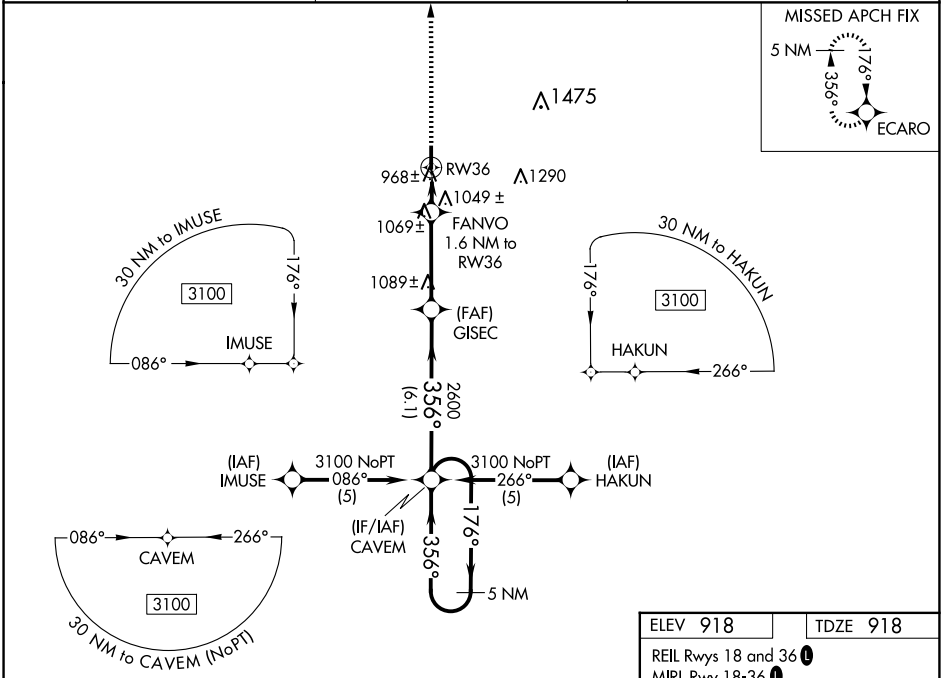 MISSED APCH FIX
5 NM
176°
356°
ECARO
1475
968±
RW36
1290
1049 ±
1069±
FANVO
1.6 NM to
RW36
1089±
(FAF)
GISEC
30 NM to IMUSE
176°
3100
IMUSE
086°
30 NM to HAKUN
176°
3100
HAKUN
266°
2600
356°
(6.1)
(IAF)
IMUSE
3100 NoPT
086°
(5)
3100 NoPT
266°
(5)
(IAF)
HAKUN
(IF/IAF)
CAVEM
356°
176°
5 NM
086°
266°
CAVEM
3100
30 NM to CAVEM (NoPT)
ELEV 918
TDZE 918
REIL Rwys 18 and 36 L
MIRL Rwy 18-36 L